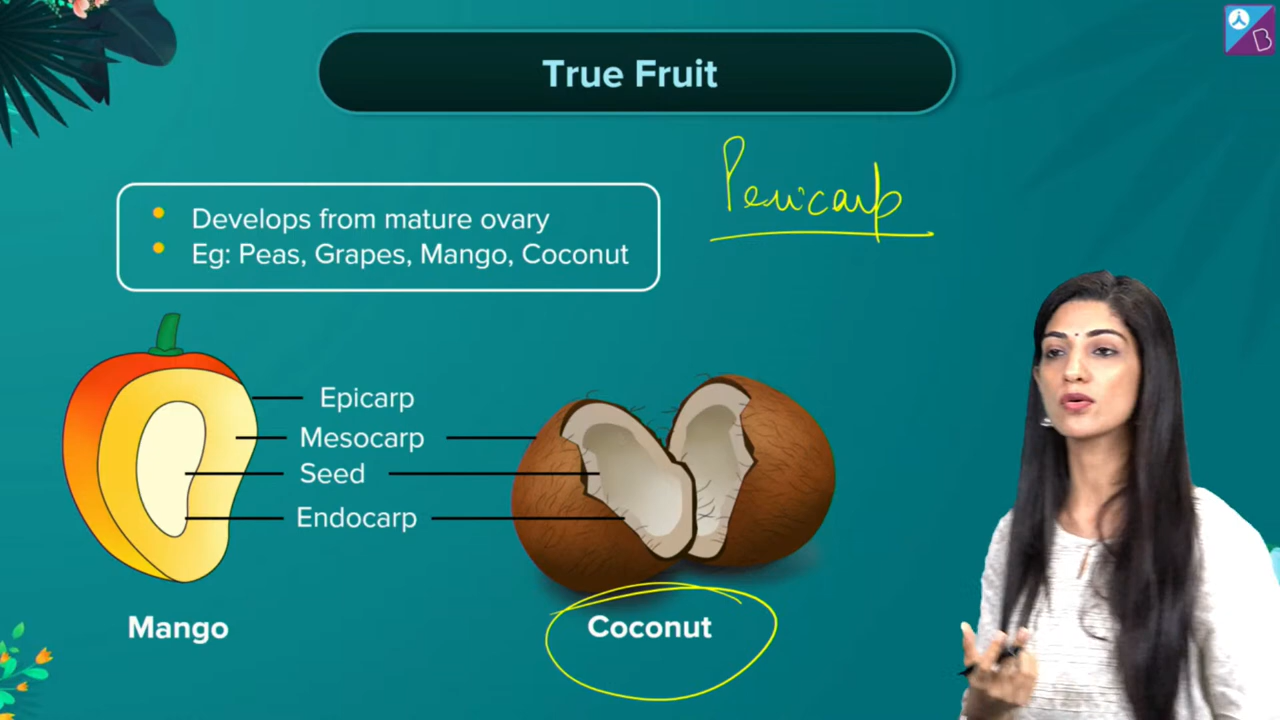 True Fruit
Pericarp
Develops from mature ovary
Eg: Peas, Grapes, Mango, Coconut
Epicarp
Mesocarp
Seed
Endocarp
Mango
Coconut
B